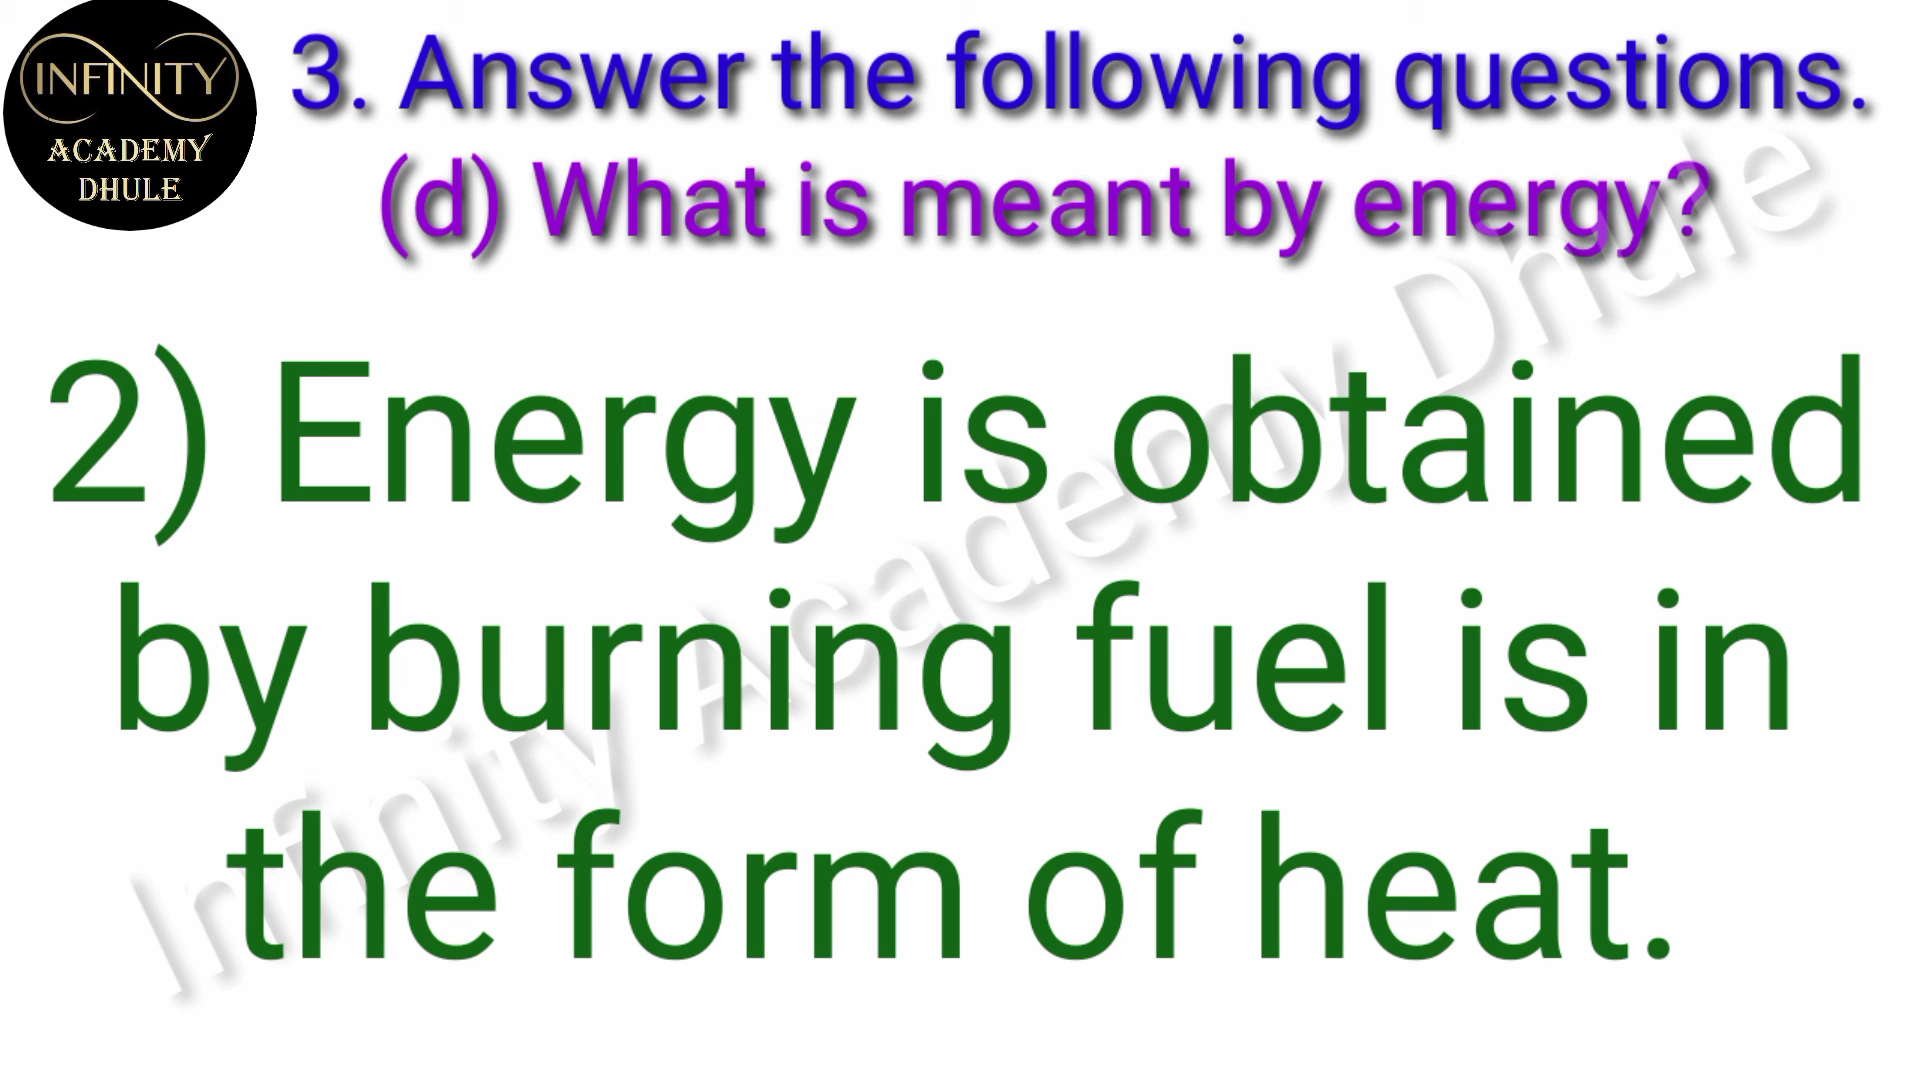 INFINITY
ACADEMY
DHULE
3. Answer the following questions.
(d) What is meant by energy?
2) Energy is obtained
by burning fuel is in
the form of heat.
Infinity Academy Dhule